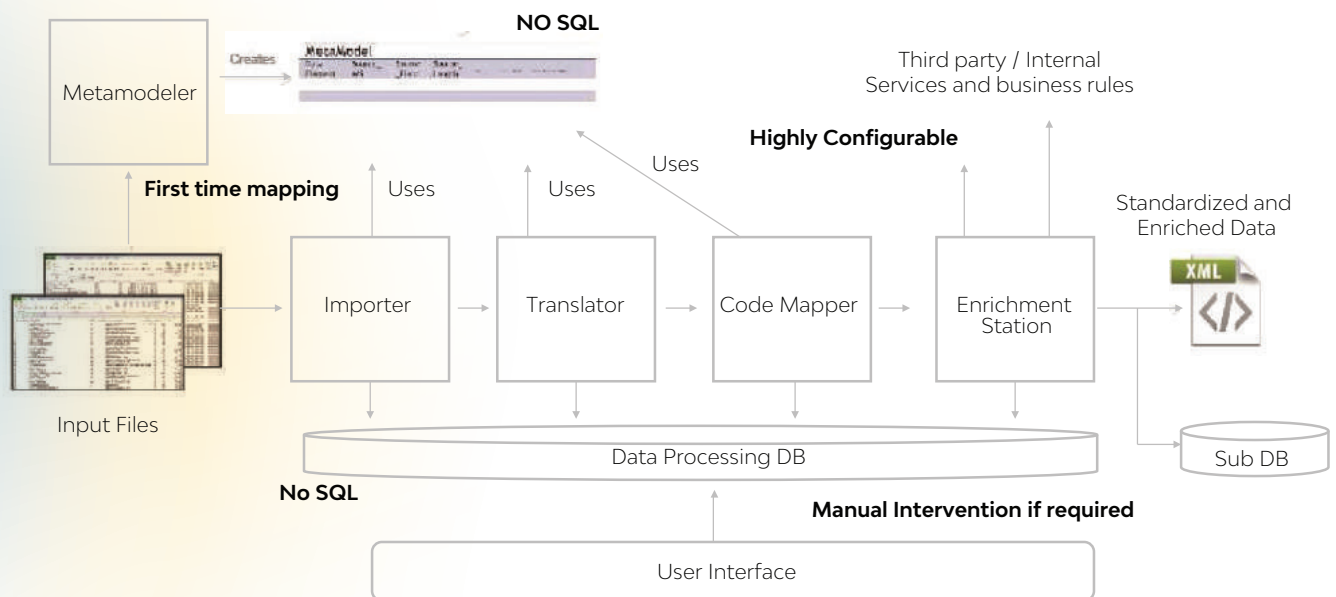 NO SQL
Creates
MetaModel
Third party / Internal
Services and business rules
Metamodeler
Highly Configurable
First time mapping
Uses
Uses
Uses
Standardized and
Enriched Data
XML
</>
Importer
Translator
Code Mapper
Enrichment
Station
Input Files
Data Processing DB
Sub DB
No SQL
Manual Intervention if required
User Interface